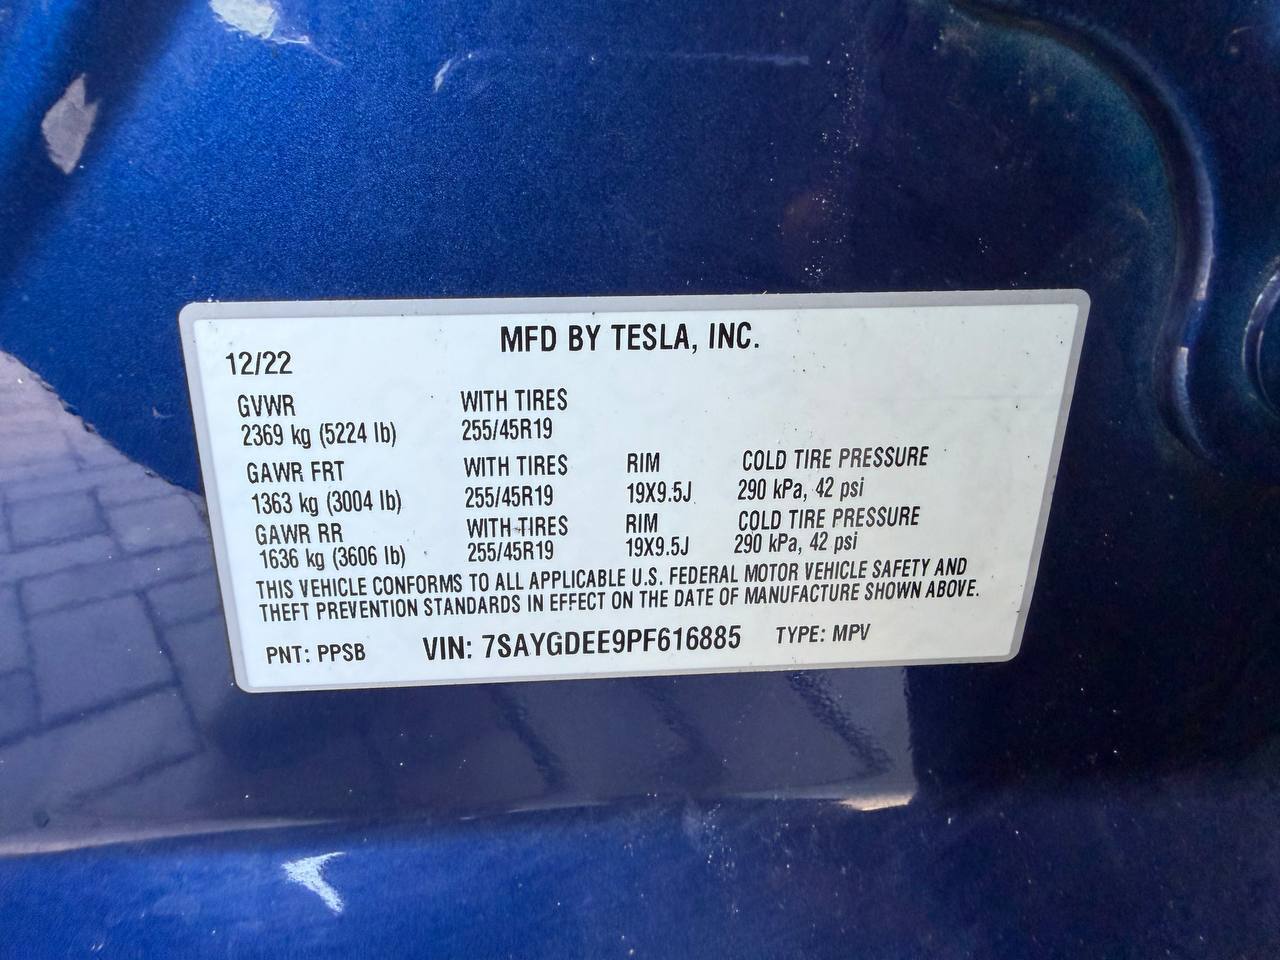 MFD BY TESLA, INC.
12/22
GVWR WITH TIRES
2369 kg (5224 lb) 255/45R19
GAWR FRT WITH TIRES RIM COLD TIRE PRESSURE
1363 kg (3004 lb) 255/45R19 19X9.5J 290 kPa, 42 psi
GAWR RR WITH TIRES RIM COLD TIRE PRESSURE
1636 kg (3606 lb) 255/45R19 19X9.5J 290 kPa, 42 psi
THIS VEHICLE CONFORMS TO ALL APPLICABLE U.S. FEDERAL MOTOR VEHICLE SAFETY AND
THEFT PREVENTION STANDARDS IN EFFECT ON THE DATE OF MANUFACTURE SHOWN ABOVE.
PNT: PPSB VIN: 7SAYGDEE9PF616885 TYPE: MPV